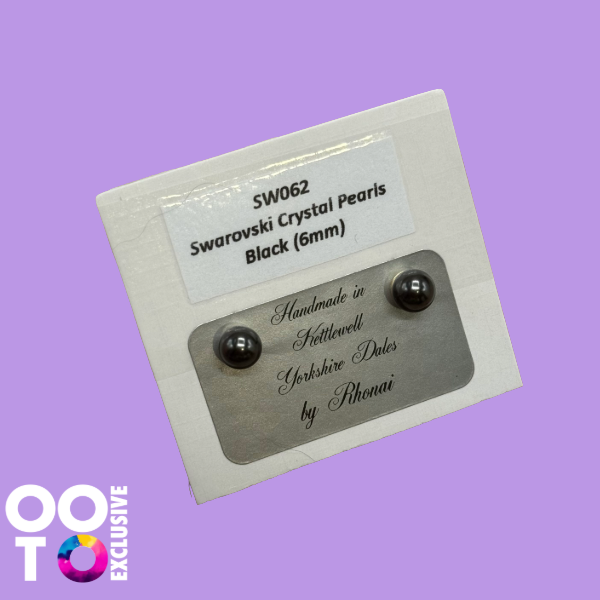 SW062
Swarovski Crystal Pearls
Black (6mm)
Handmade in
Kettlewell
Yorkshire Dales
by Rhonai
OO
TO
EXCLUSIVE